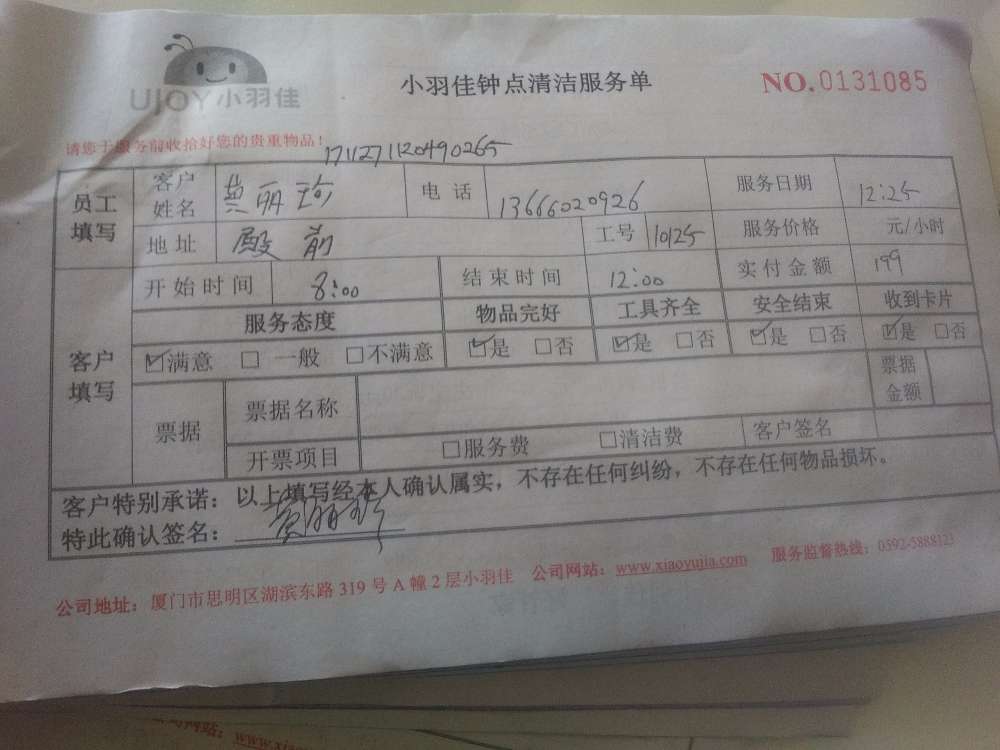 UJOY小羽佳
小羽佳钟点清洁服务单
NO.0131085
请您于服务前收拾好您的贵重物品！
1711271120490265
员工填写 客户姓名 黄丽珍 电话 13666020926 服务日期 12:25
地址 殿前 工号 10125 服务价格 元/小时
客户填写 开始时间 8:00 结束时间 12:00 实付金额 199
服务态度 物品完好 工具齐全 安全结束 收到卡片
☑满意 □一般 □不满意 ☑是 □否 ☑是 □否 ☑是 □否 ☑是 □否
票据 票据名称 票据金额
开票项目 □服务费 □清洁费 客户签名
客户特别承诺：以上填写经本人确认属实，不存在任何纠纷，不存在任何物品损坏。
特此确认签名：黄丽珍
公司地址：厦门市思明区湖滨东路 319 号 A 幢 2 层小羽佳 公司网站：www.xiaoyujia.com 服务监督热线：0592-5888123